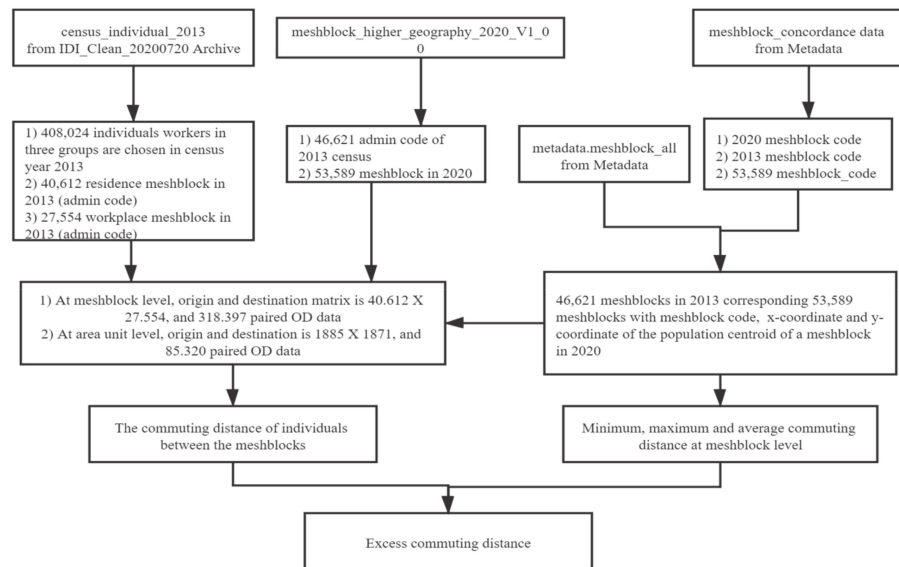 census_individual_2013
from IDI_Clean_20200720 Archive
meshblock_higher_geography_2020_V1_0
0
meshblock_concordance data
from Metadata
1) 408,024 individuals workers in
three groups are chosen in census
year 2013
2) 40,612 residence meshblock in
2013 (admin code)
3) 27,554 workplace meshblock in
2013 (admin code)
1) 46,621 admin code of
2013 census
2) 53,589 meshblock in 2020
metadata.meshblock_all
from Metadata
1) 2020 meshblock code
2) 2013 meshblock code
2) 53,589 meshblock_code
1) At meshblock level, origin and destination matrix is 40.612 X
27.554, and 318.397 paired OD data
2) At area unit level, origin and destination is 1885 X 1871, and
85.320 paired OD data
46,621 meshblocks in 2013 corresponding 53,589
meshblocks with meshblock code, x-coordinate and y-
coordinate of the population centroid of a meshblock
in 2020
The commuting distance of individuals
between the meshblocks
Minimum, maximum and average commuting
distance at meshblock level
Excess commuting distance